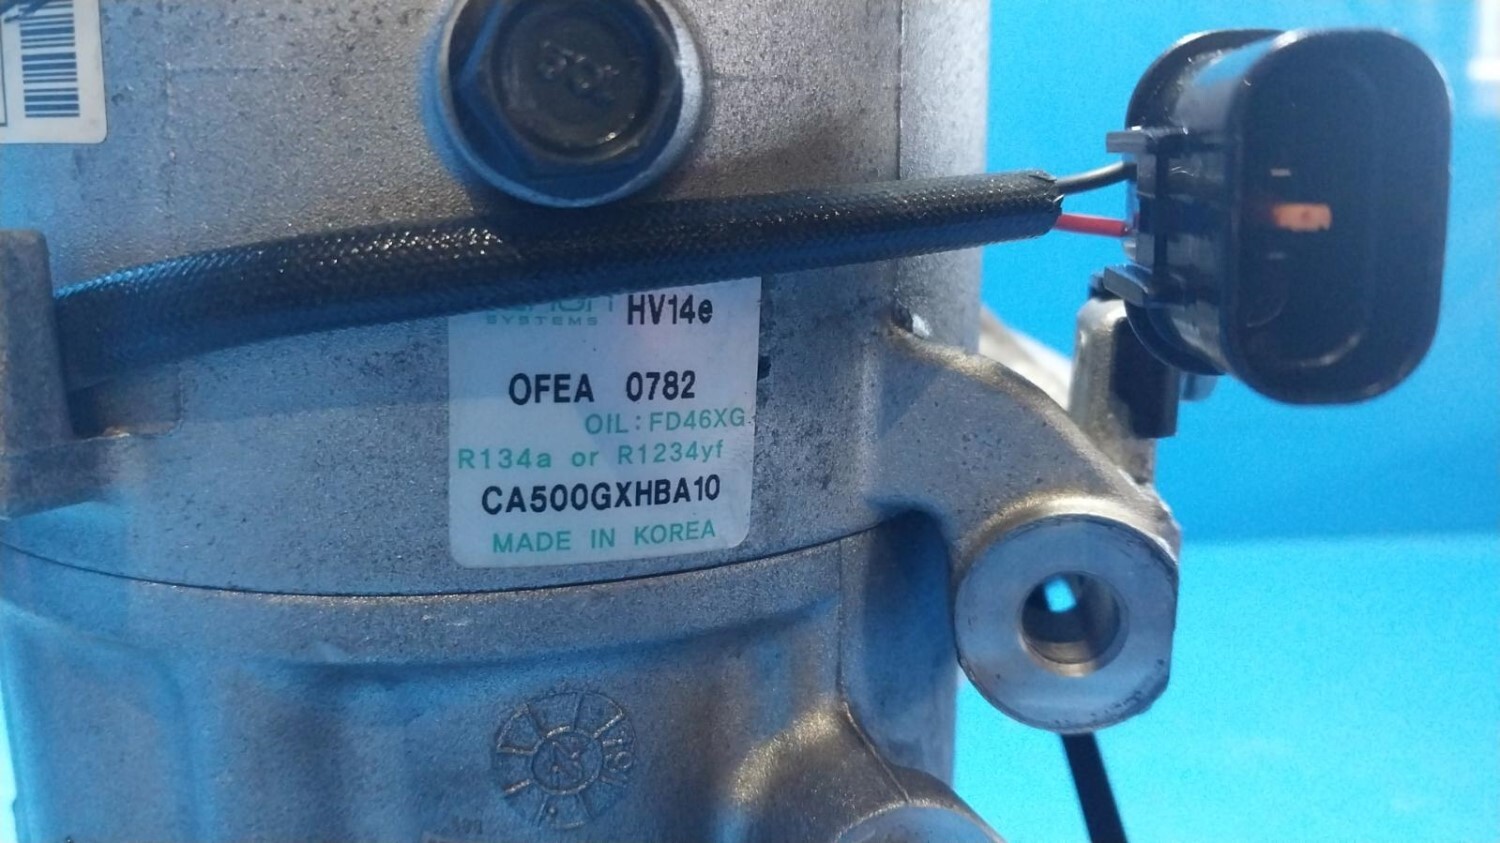 SYSTEMS HV14e
OFEA 0782
OIL:FD46XG
R134a or R1234yf
CA500GXHBA10
MADE IN KOREA